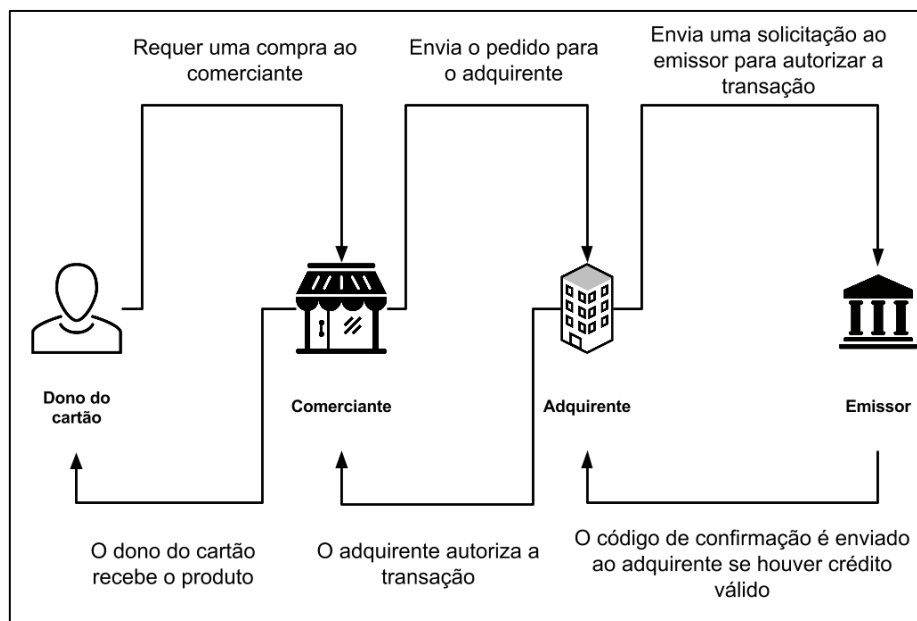 Requer uma compra ao
comerciante
Envia o pedido para
o adquirente
Envia uma solicitação ao
emissor para autorizar a
transação
Dono do
cartão
Comerciante
Adquirente
Emissor
O dono do cartão
recebe o produto
O adquirente autoriza a
transação
O código de confirmação é enviado
ao adquirente se houver crédito
válido